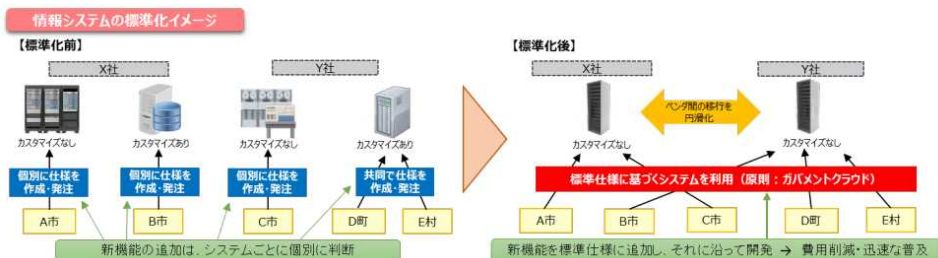 情報システムの標準化イメージ
【標準化前】
X社
Y社
カスタマイズなし
カスタマイズあり
カスタマイズなし
カスタマイズあり
個別に仕様を
作成・発注
個別に仕様を
作成・発注
個別に仕様を
作成・発注
共同で仕様を
作成・発注
A市
B市
C市
D町
E村
新機能の追加は、システムごとに個別に判断
【標準化後】
X社
Y社
ベンダ間の移行を
円滑化
カスタマイズなし
カスタマイズなし
標準仕様に基づくシステムを利用（原則：ガバメントクラウド）
A市
B市
C市
D町
E村
新機能を標準仕様に追加し、それに沿って開発 → 費用削減・迅速な普及